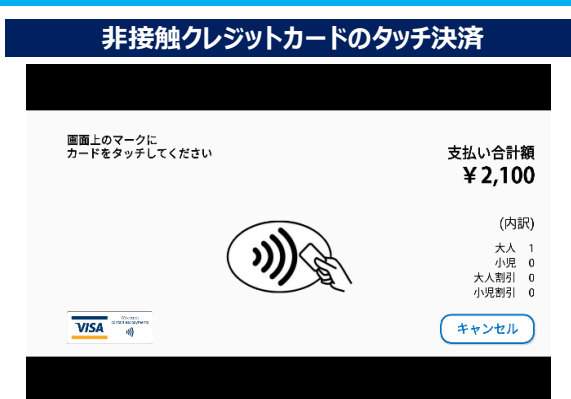 非接触クレジットカードのタッチ決済
画面上のマークに
カードをタッチしてください
支払い合計額
¥2,100
(内訳)
大人 1
小児 0
大人割引 0
小児割引 0
VISA
キャンセル